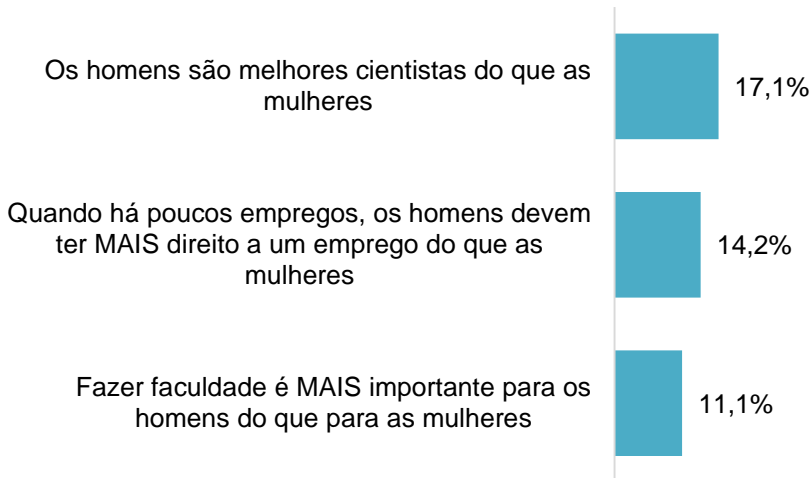 Os homens são melhores cientistas do que as
mulheres
17,1%
Quando há poucos empregos, os homens devem
ter MAIS direito a um emprego do que as
mulheres
14,2%
Fazer faculdade é MAIS importante para os
homens do que para as mulheres
11,1%